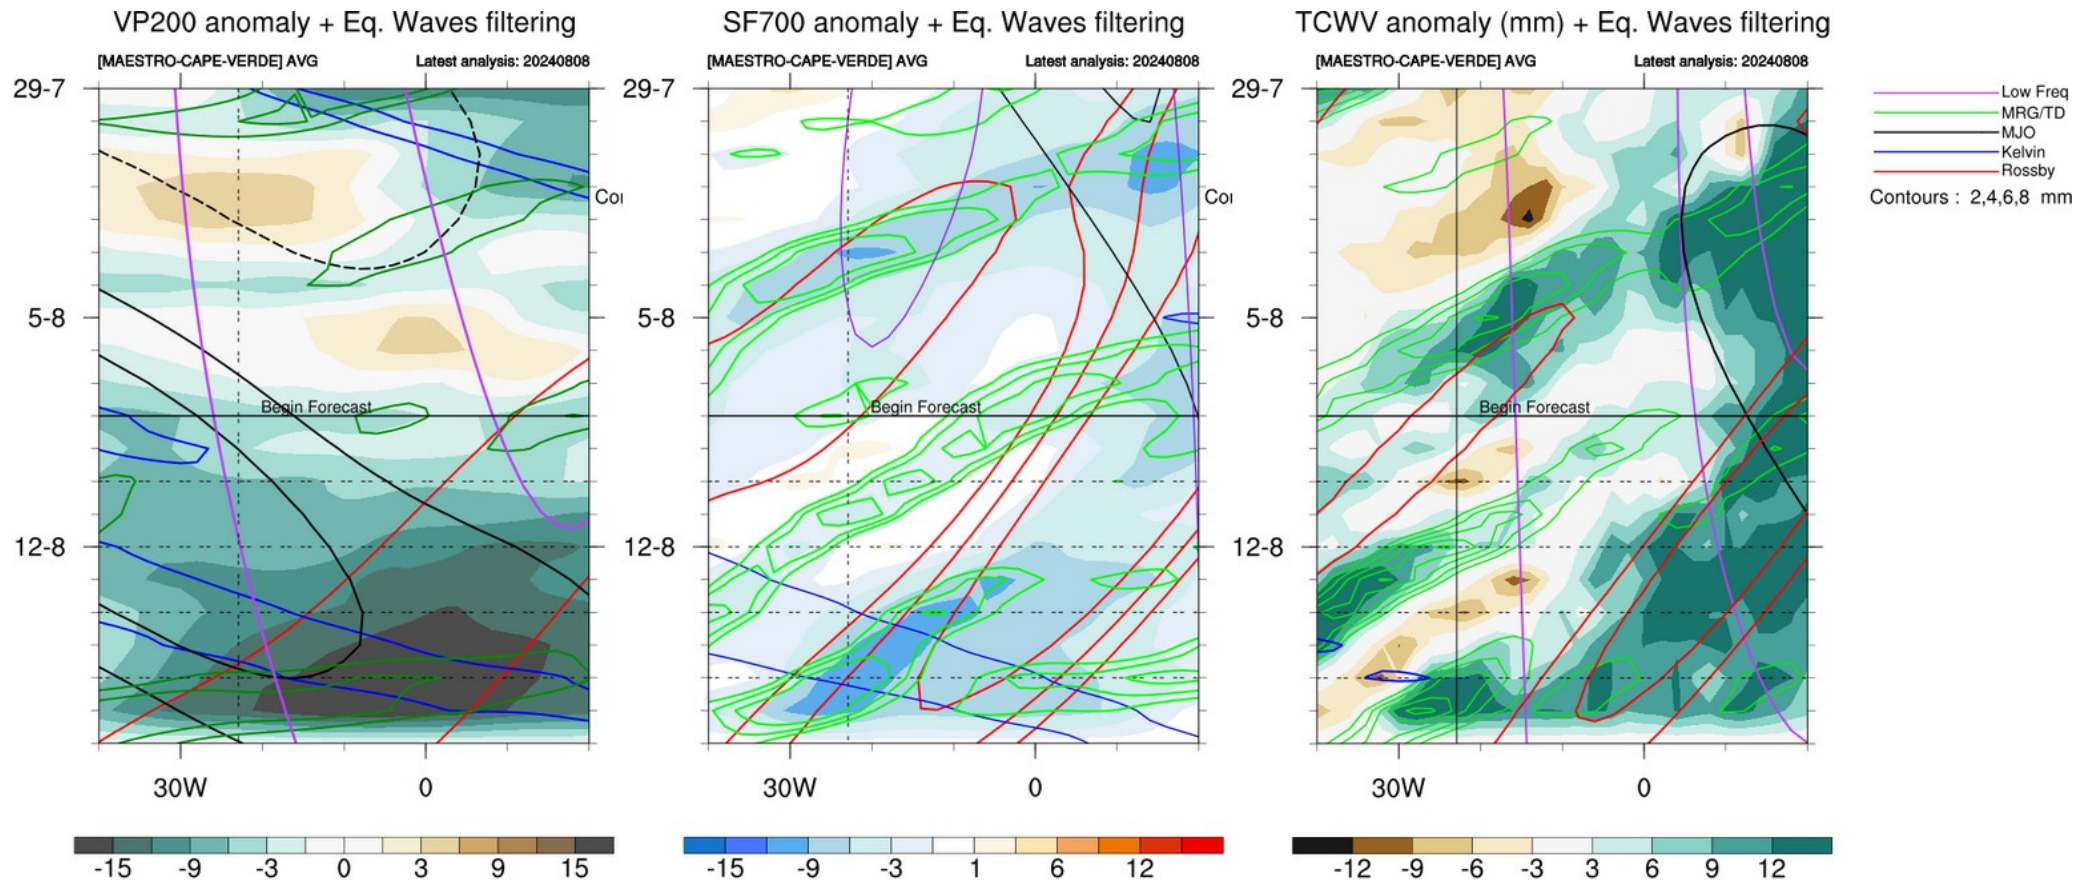 VP200 anomaly + Eq. Waves filtering
[MAESTRO-CAPE-VERDE] AVG
Latest analysis: 20240808
29-7
5-8
12-8
Begin Forecast
Coi
30W
0
-15 -9 -3 0 3 9 15
SF700 anomaly + Eq. Waves filtering
[MAESTRO-CAPE-VERDE] AVG
Latest analysis: 20240808
29-7
5-8
12-8
Begin Forecast
Coi
30W
0
-15 -9 -3 1 6 12
TCWV anomaly (mm) + Eq. Waves filtering
[MAESTRO-CAPE-VERDE] AVG
Latest analysis: 20240808
29-7
5-8
12-8
Begin Forecast
30W
0
-12 -9 -6 -3 3 6 9 12
Low Freq
MRG/TD
MJO
Kelvin
Rossby
Contours : 2,4,6,8 mm